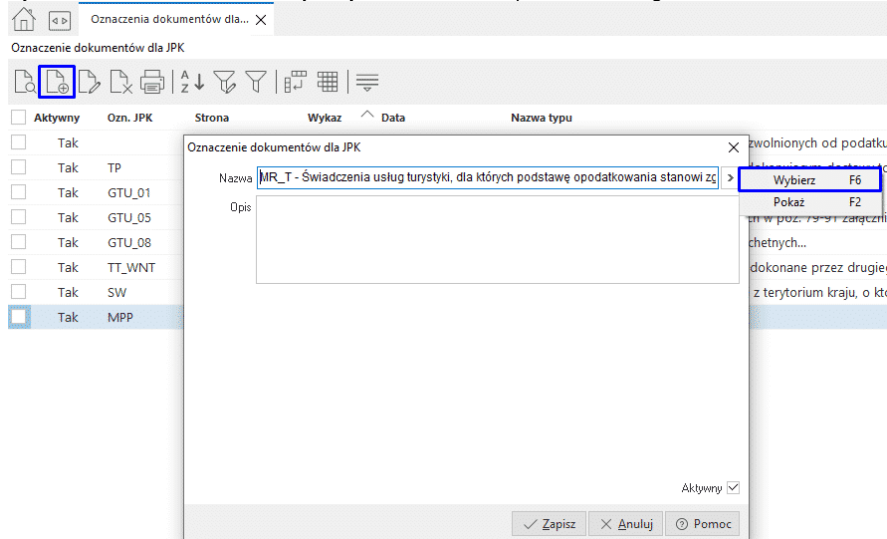 Oznaczenia dokumentów dla...
Oznaczenie dokumentów dla JPK
Aktywny Ozn. JPK Strona Wykaz Data Nazwa typu
Tak zwolnionych od podatku
Tak TP
Tak GTU_01
Tak GTU_05
Tak GTU_08 chetnych...
Tak TT_WNT dokonane przez drugieg
Tak SW z terytorium kraju, o któ
Tak MPP
Oznaczenie dokumentów dla JPK
Nazwa MR_T - Świadczenia usług turystyki, dla których podstawę opodatkowania stanowi zg
Opis
Wybierz F6
Pokaż F2
Aktywny
Zapisz Anuluj Pomoc